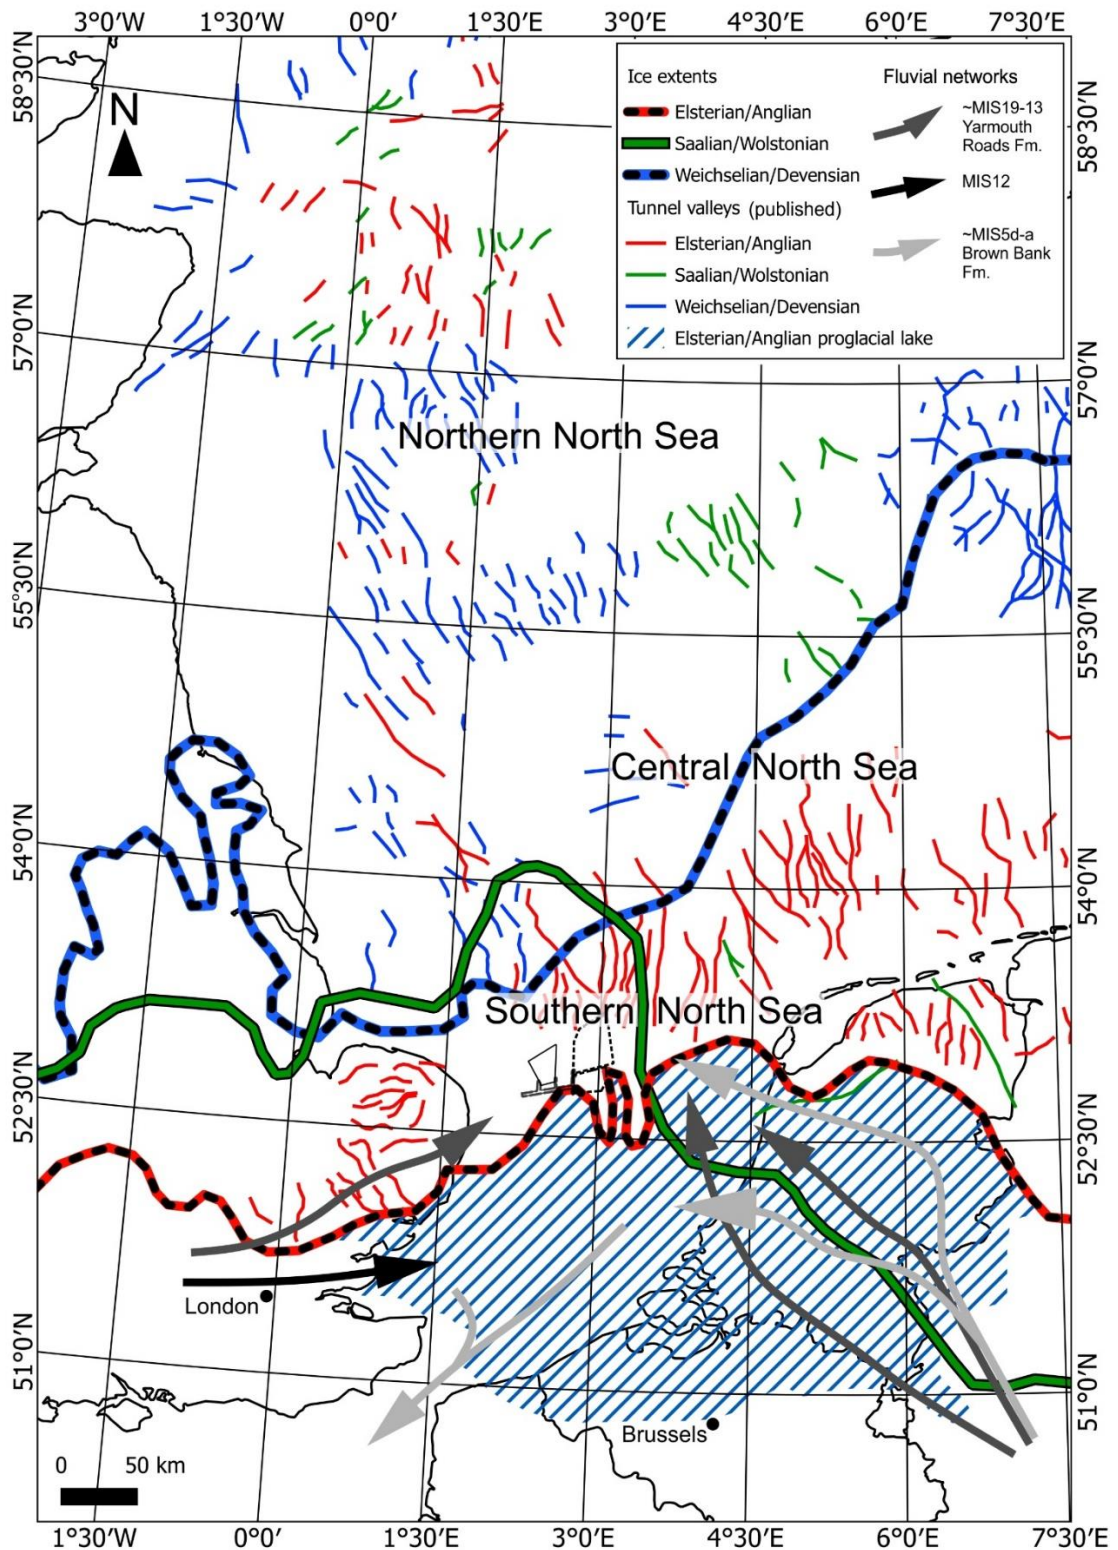 3°0'W 1°30'W 0°0' 1°30'E 3°0'E 4°30'E 6°0'E 7°30'E
58°30'N
57°0'N
55°30'N
54°0'N
52°30'N
51°0'N
N
Ice extents
Elsterian/Anglian
Saalian/Wolstonian
Weichselian/Devensian
Tunnel valleys (published)
Elsterian/Anglian
Saalian/Wolstonian
Weichselian/Devensian
Elsterian/Anglian proglacial lake
Fluvial networks
~MIS19-13
Yarmouth
Roads Fm.
MIS12
~MIS5d-a
Brown Bank
Fm.
58°30'N
57°0'N
55°30'N
54°0'N
52°30'N
51°0'N
Northern North Sea
Central North Sea
Southern North Sea
London
Brussels
0 50 km
1°30'W 0°0' 1°30'E 3°0'E 4°30'E 6°0'E 7°30'E